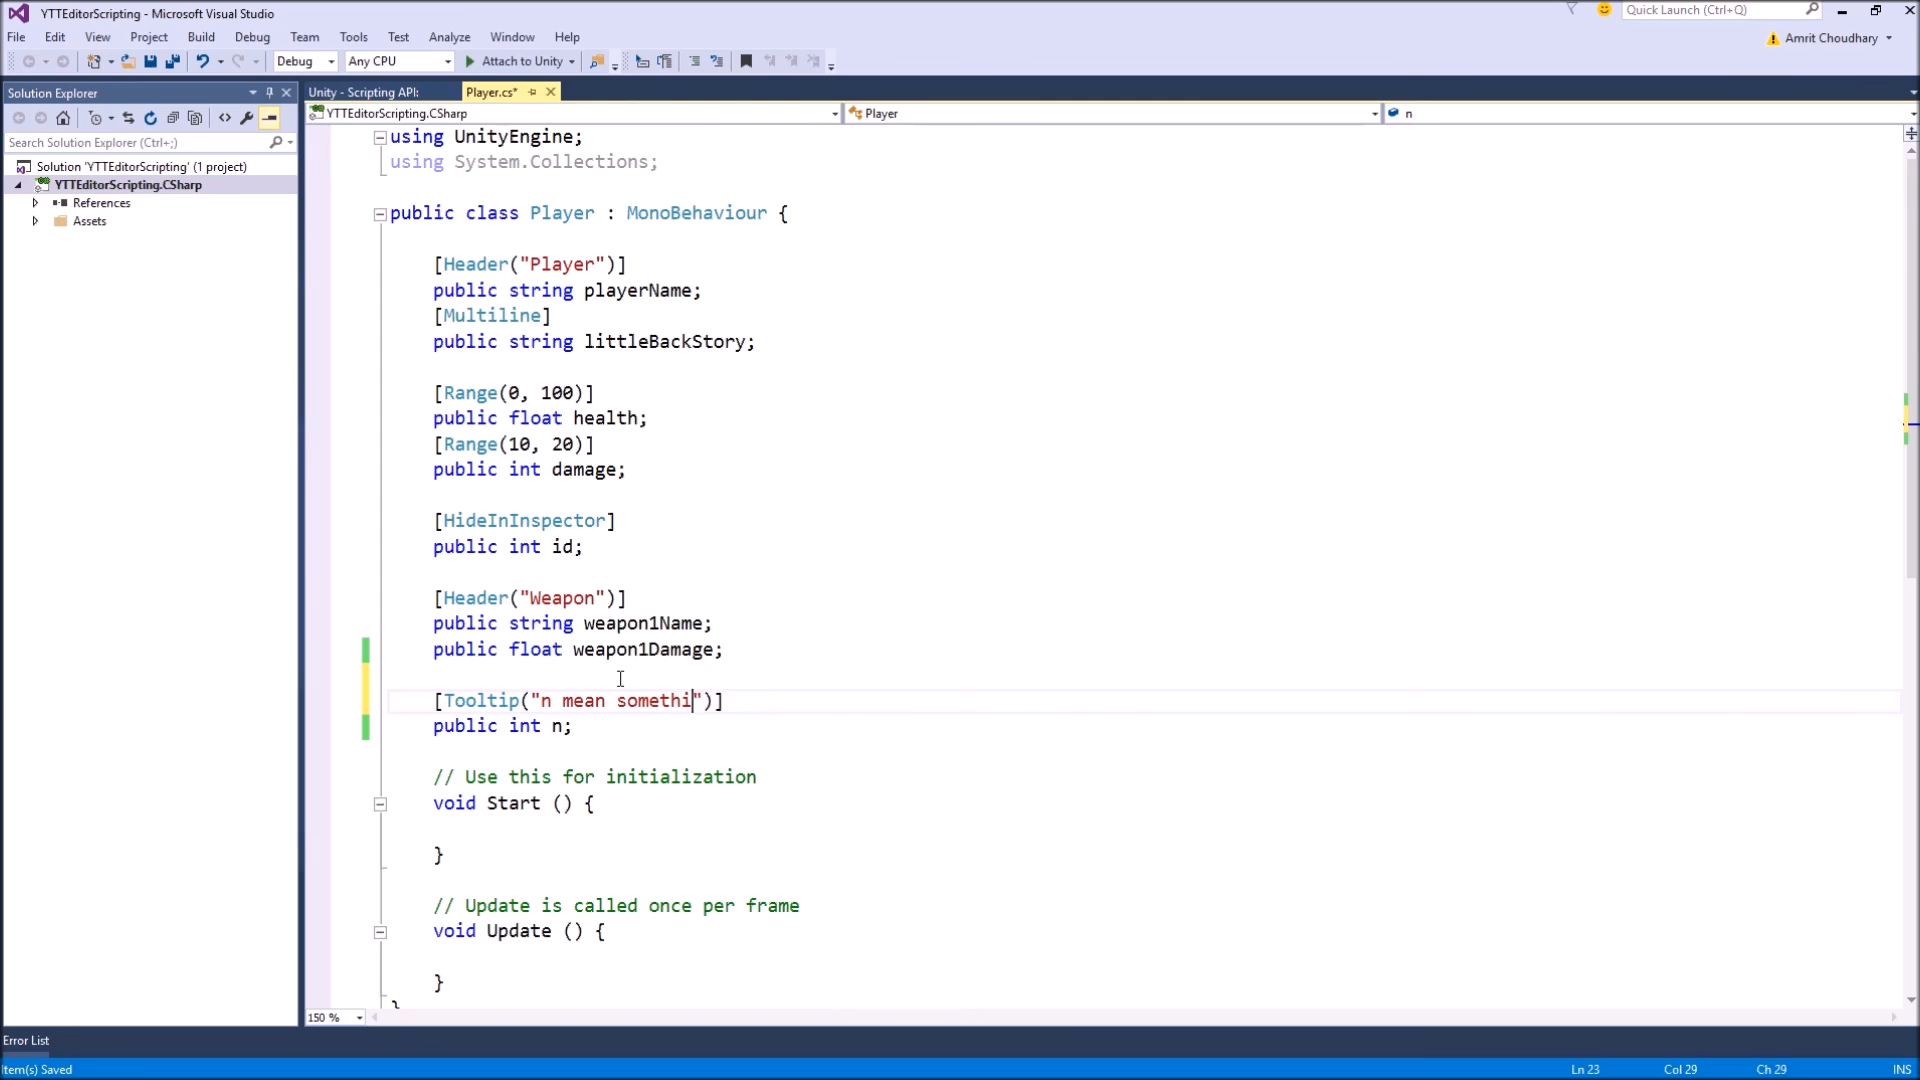 YTTEditorScripting - Microsoft Visual Studio
Quick Launch (Ctrl+Q)
File Edit View Project Build Debug Team Tools Test Analyze Window Help
Amrit Choudhary
Debug Any CPU Attach to Unity
Solution Explorer
Unity - Scripting API: Player.cs*
YTTEditorScripting.CSharp Player n
Search Solution Explorer (Ctrl+;)
Solution 'YTTEditorScripting' (1 project)
YTTEditorScripting.CSharp
References
Assets
using UnityEngine;
using System.Collections;
public class Player : MonoBehaviour {
[Header("Player")]
public string playerName;
[Multiline]
public string littleBackStory;
[Range(0, 100)]
public float health;
[Range(10, 20)]
public int damage;
[HideInInspector]
public int id;
[Header("Weapon")]
public string weapon1Name;
public float weapon1Damage;
[Tooltip("n mean somethi")]
public int n;
// Use this for initialization
void Start () {
}
// Update is called once per frame
void Update () {
}
}
150 %
Error List
Item(s) Saved Ln 23 Col 29 Ch 29 INS